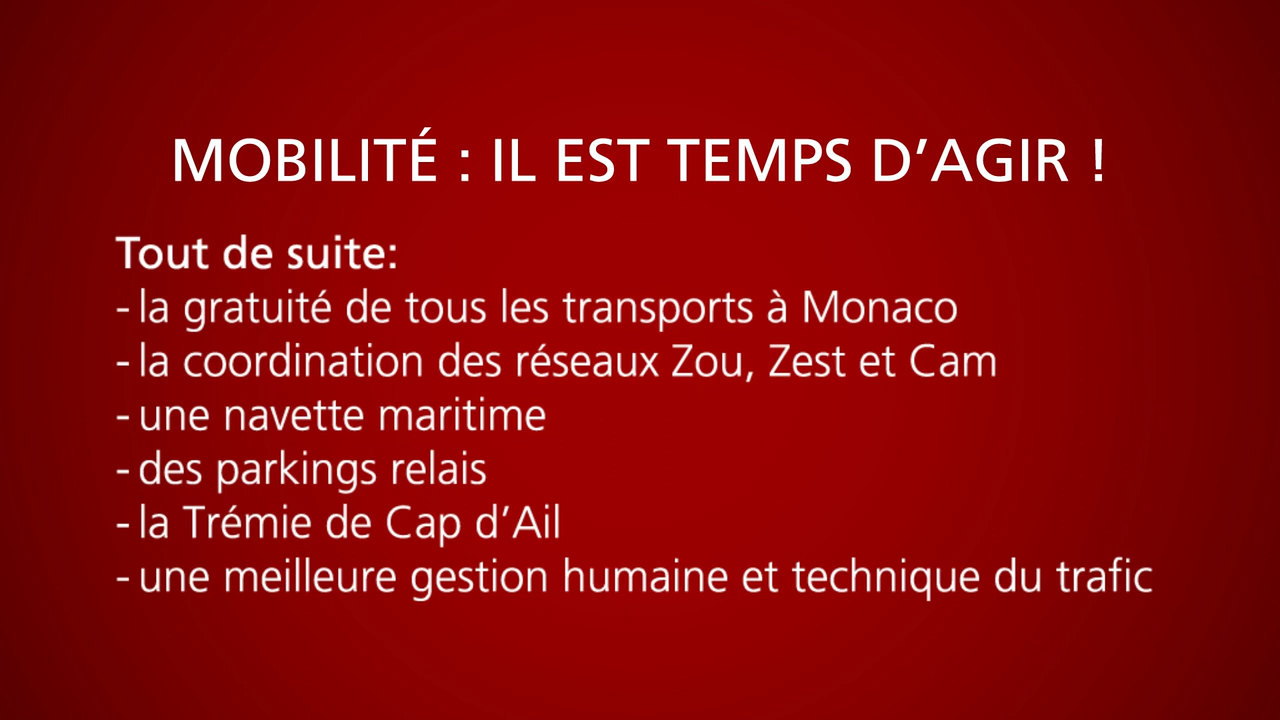 MOBILITÉ : IL EST TEMPS D’AGIR !
Tout de suite:
- la gratuité de tous les transports à Monaco
- la coordination des réseaux Zou, Zest et Cam
- une navette maritime
- des parkings relais
- la Trémie de Cap d’Ail
- une meilleure gestion humaine et technique du trafic